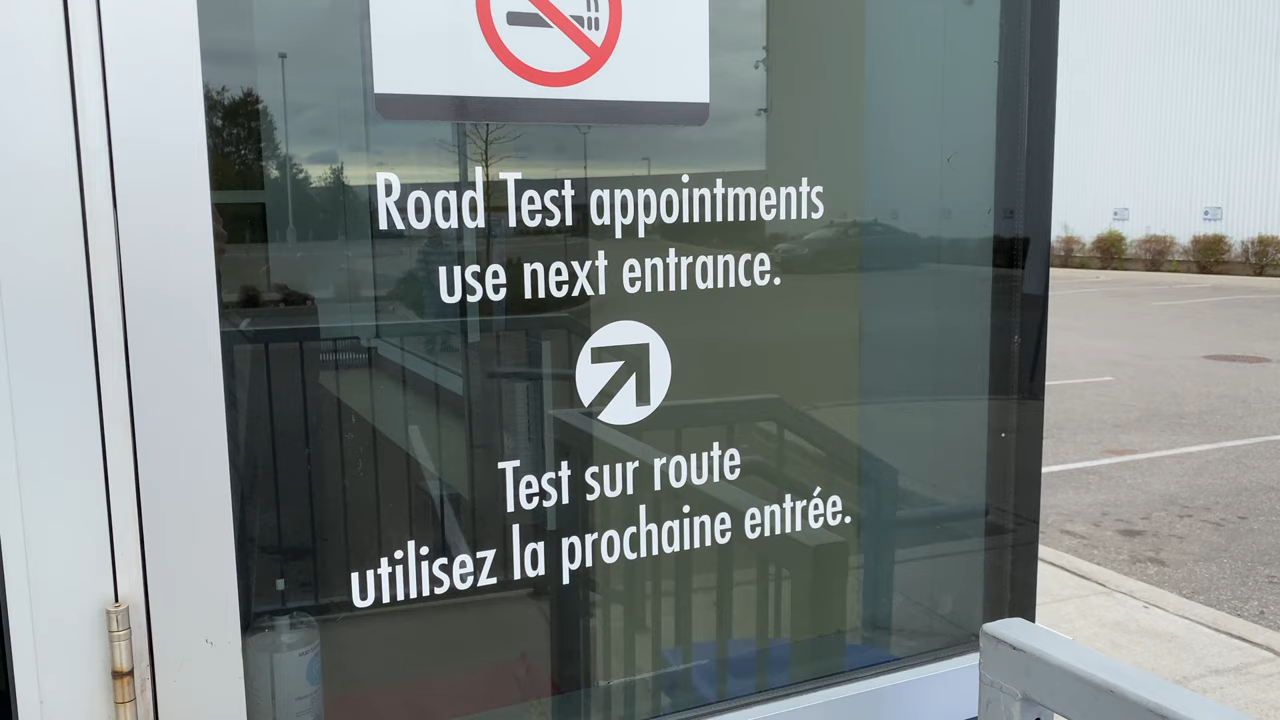 Road Test appointments
use next entrance.
Test sur route
utilisez la prochaine entrée.